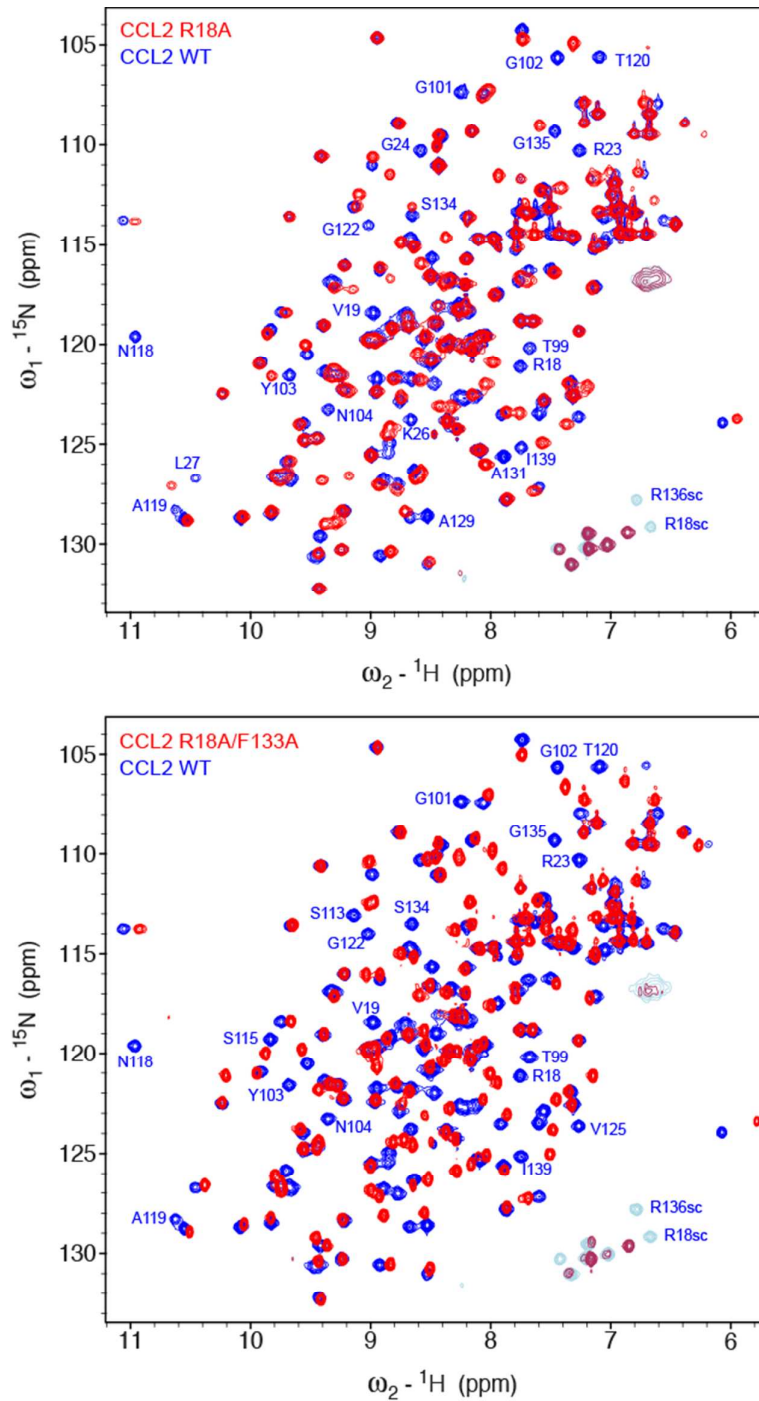 CCL2 R18A
CCL2 WT
G102
T120
G101
G135
R23
G24
S134
G122
V19
N118
T99
R18
Y103
N104
K26
I139
L27
A131
A119
A129
R136sc
R18sc
105
110
115
120
125
130
ω1 - 15N (ppm)
11
10
9
8
7
6
ω2 - 1H (ppm)
CCL2 R18A/F133A
CCL2 WT
G102 T120
G101
G135
R23
S113
S134
G122
V19
S115
N118
T99
Y103
R18
N104
V125
I139
A119
R136sc
R18sc
105
110
115
120
125
130
ω1 - 15N (ppm)
11
10
9
8
7
6
ω2 - 1H (ppm)